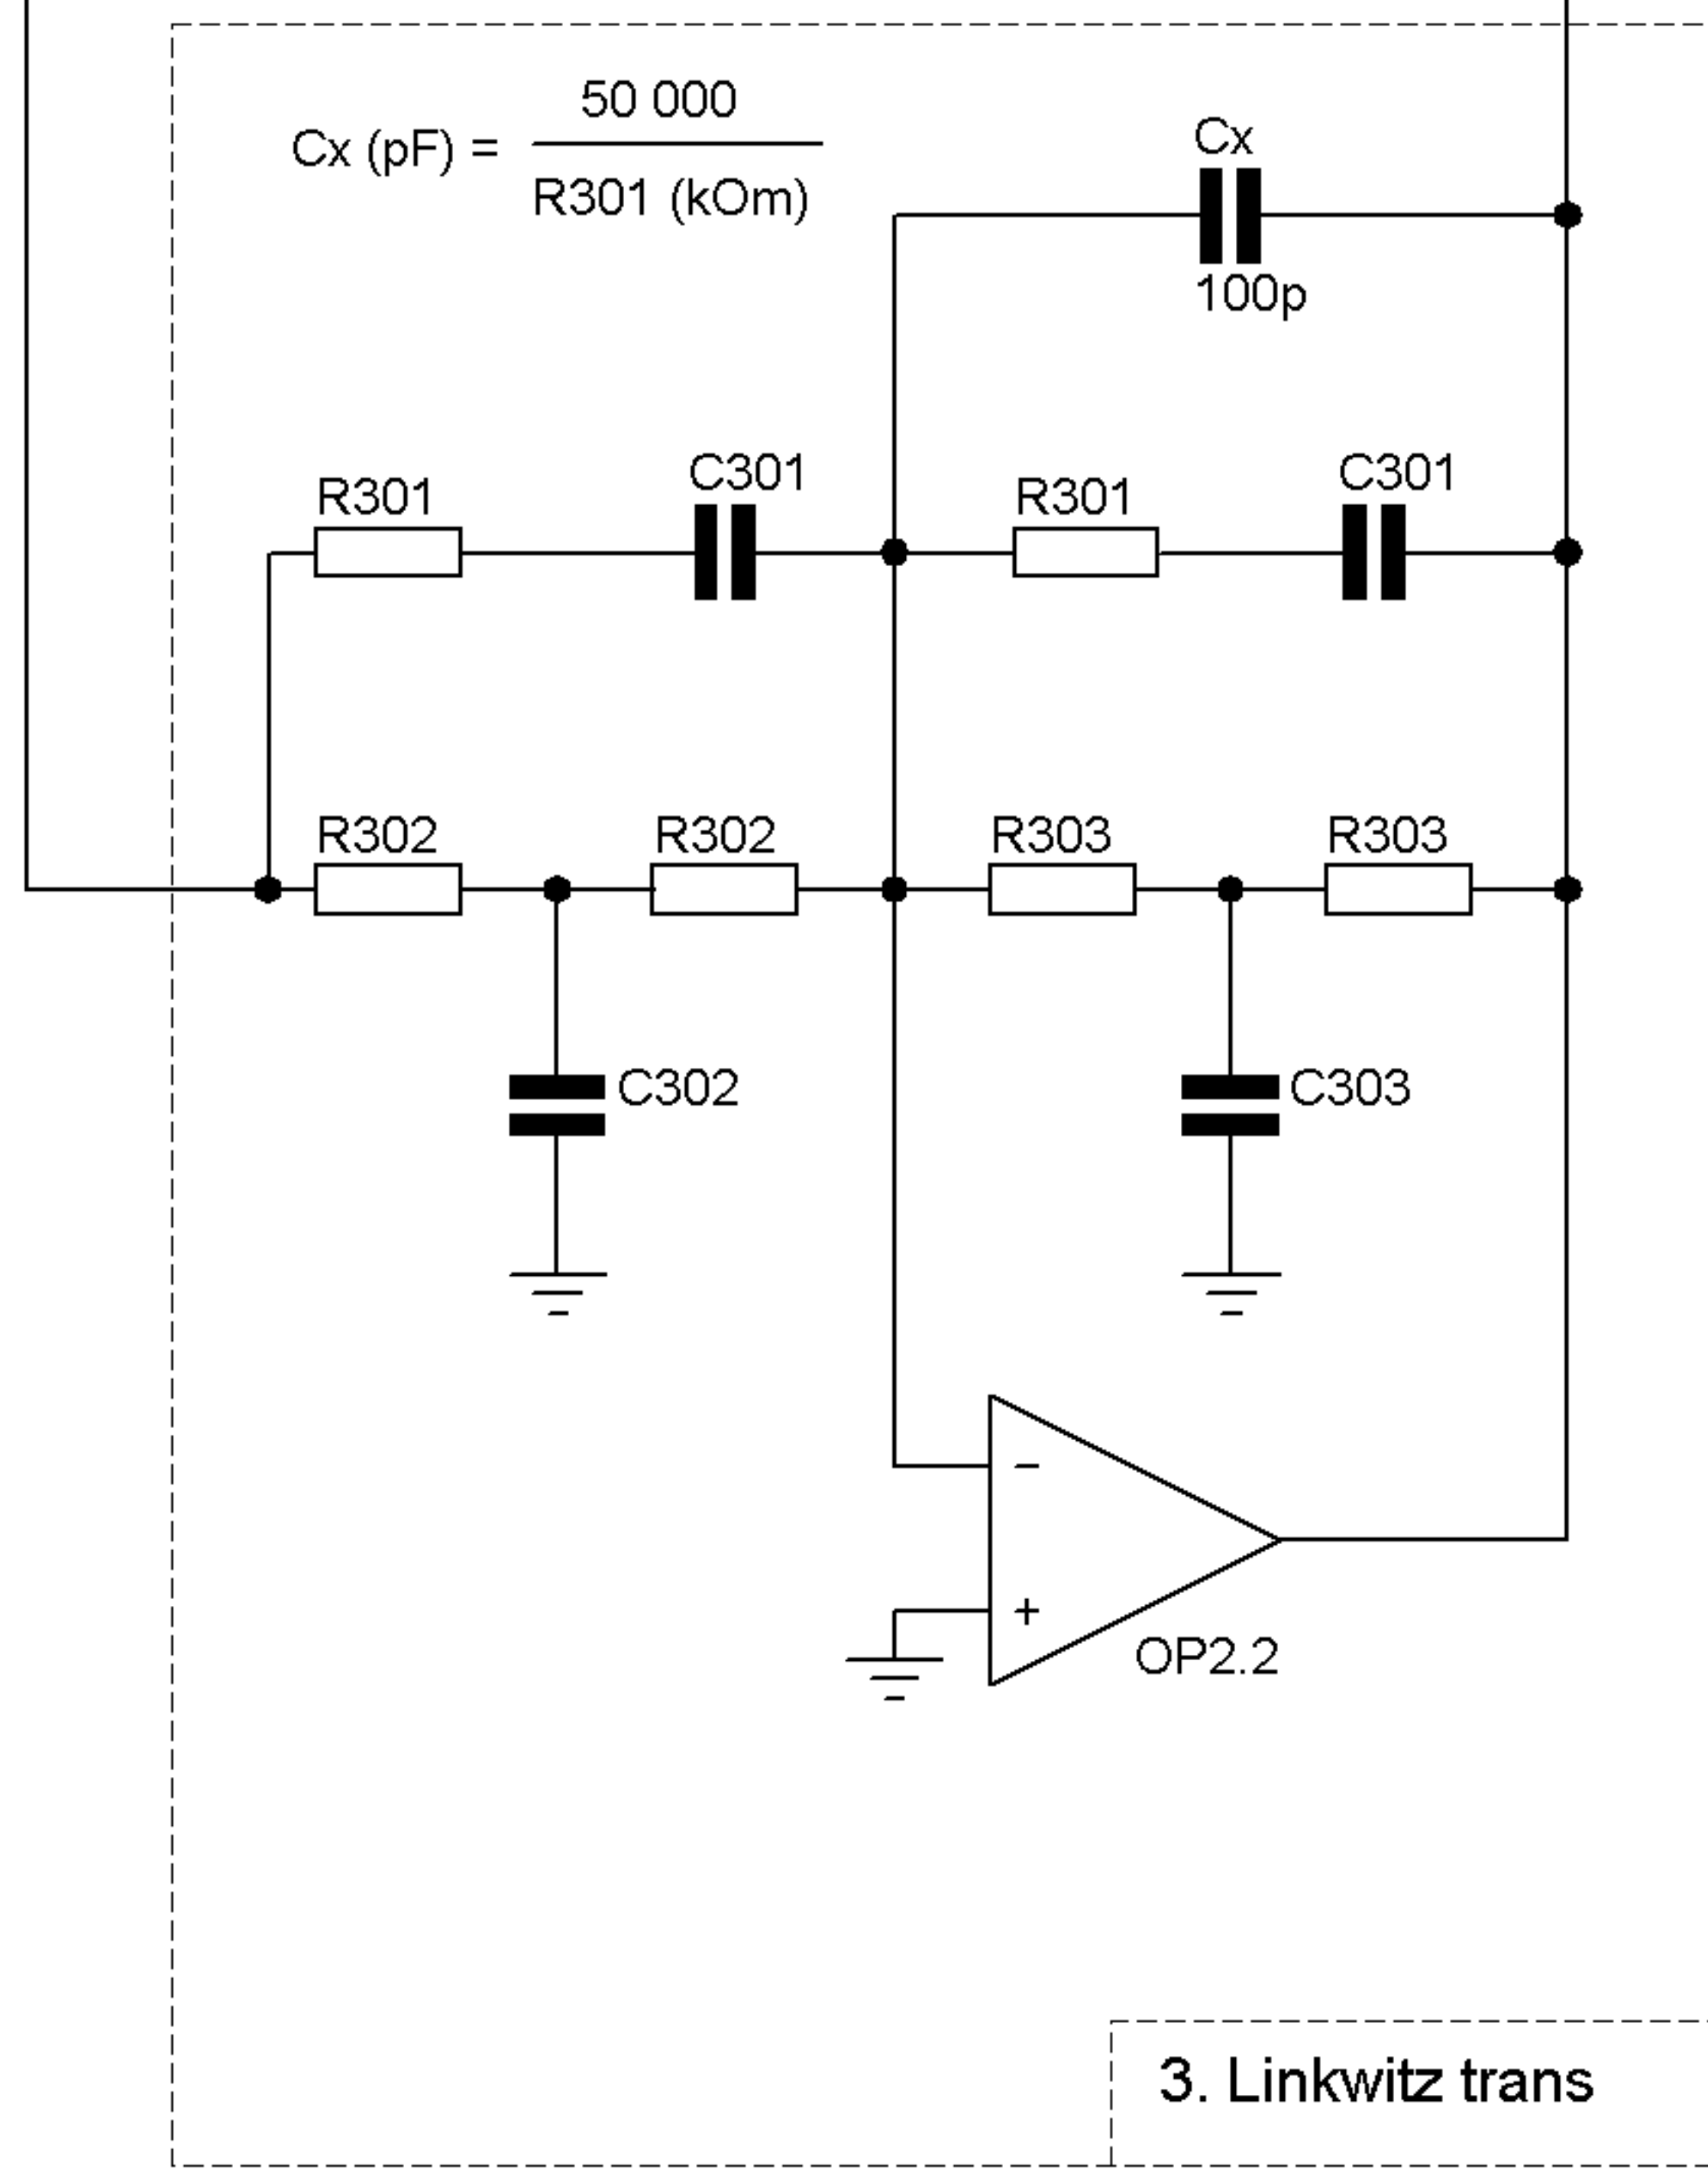 50 000
Cx (pF) =
R301 (kOm)
Cx
100p
R301
C301
R301
C301
R302
R302
R303
R303
C302
C303
−
+
OP2.2
3. Linkwitz trans